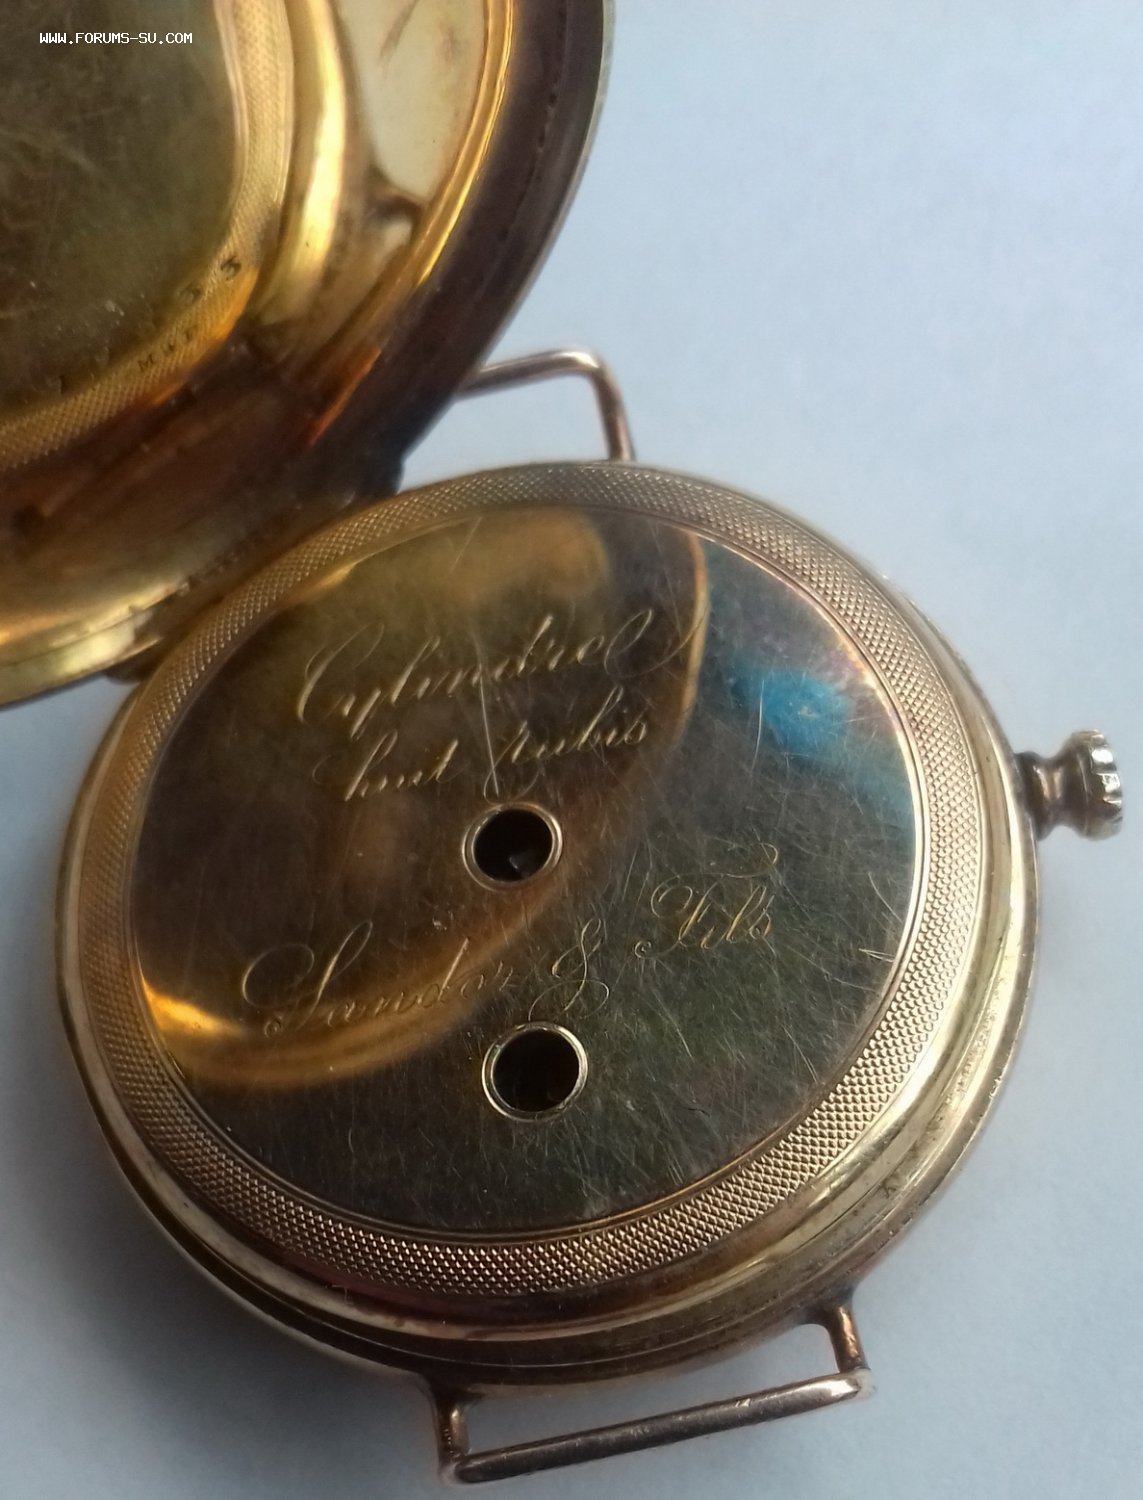 WWW.FORUMS-SU.COM
Cylindre
huit rubis
Sandoz & Fils